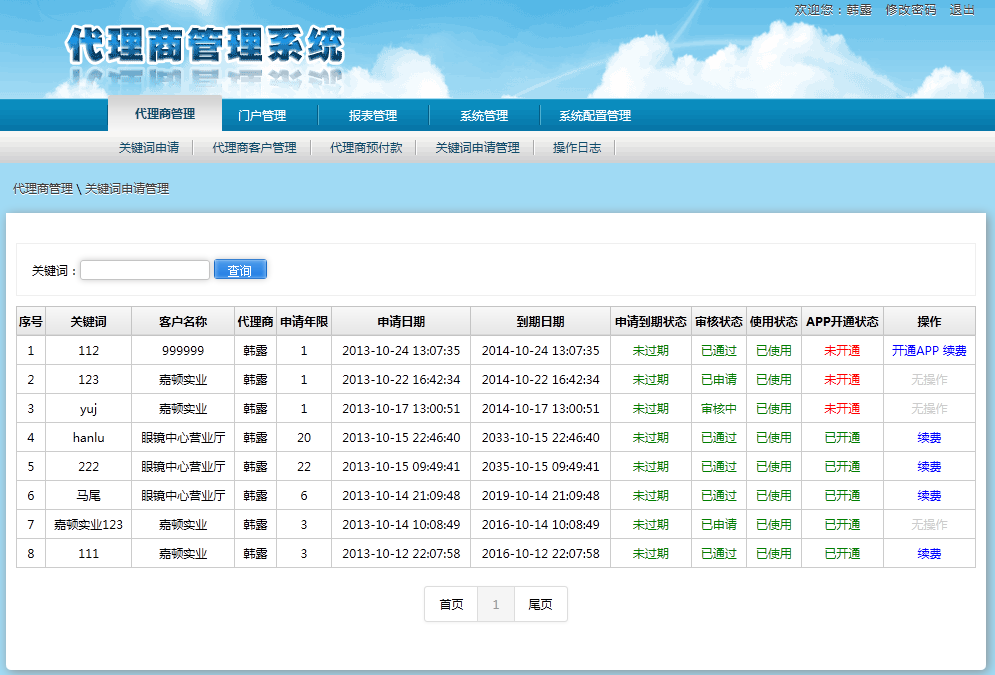 欢迎您：韩露 修改密码 退出
代理商管理系统
代理商管理 门户管理 报表管理 系统管理 系统配置管理
关键词申请 代理商客户管理 代理商预付款 关键词申请管理 操作日志
代理商管理 \ 关键词申请管理
关键词： 查询
序号 关键词 客户名称 代理商 申请年限 申请日期 到期日期 申请到期状态 审核状态 使用状态 APP开通状态 操作
1 112 999999 韩露 1 2013-10-24 13:07:35 2014-10-24 13:07:35 未过期 已通过 已使用 未开通 开通APP 续费
2 123 嘉顿实业 韩露 1 2013-10-22 16:42:34 2014-10-22 16:42:34 未过期 已申请 已使用 未开通 无操作
3 yuj 嘉顿实业 韩露 1 2013-10-17 13:00:51 2014-10-17 13:00:51 未过期 审核中 已使用 未开通 无操作
4 hanlu 眼镜中心营业厅 韩露 20 2013-10-15 22:46:40 2033-10-15 22:46:40 未过期 已通过 已使用 已开通 续费
5 222 眼镜中心营业厅 韩露 22 2013-10-15 09:49:41 2035-10-15 09:49:41 未过期 已通过 已使用 已开通 续费
6 马尾 眼镜中心营业厅 韩露 6 2013-10-14 21:09:48 2019-10-14 21:09:48 未过期 已通过 已使用 已开通 续费
7 嘉顿实业123 嘉顿实业 韩露 3 2013-10-14 10:08:49 2016-10-14 10:08:49 未过期 已申请 已使用 已开通 无操作
8 111 嘉顿实业 韩露 3 2013-10-12 22:07:58 2016-10-12 22:07:58 未过期 已通过 已使用 已开通 续费
首页 1 尾页